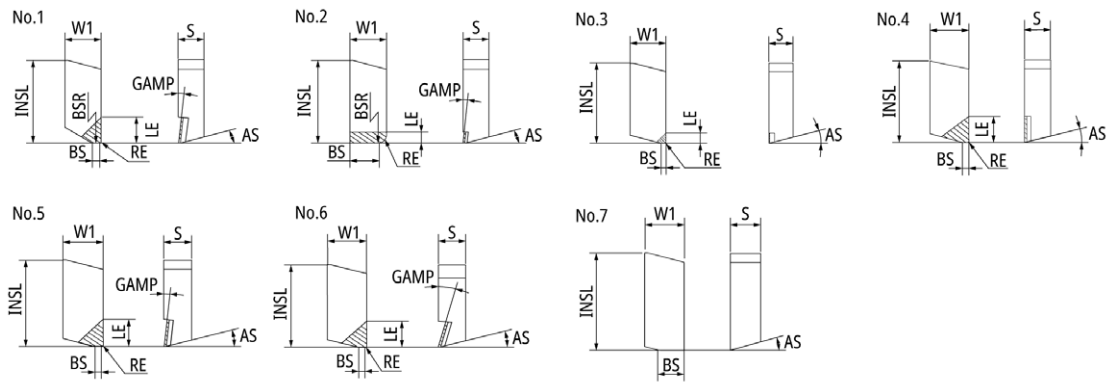 No.1
W1
S
INSL
BSR
GAMP
LE
AS
BS
RE
No.2
W1
S
INSL
BSR
GAMP
LE
AS
BS
RE
No.3
W1
S
INSL
LE
AS
BS
RE
No.4
W1
S
INSL
LE
AS
BS
RE
No.5
W1
S
INSL
GAMP
LE
AS
BS
RE
No.6
W1
S
INSL
GAMP
LE
AS
BS
RE
No.7
W1
S
INSL
AS
BS